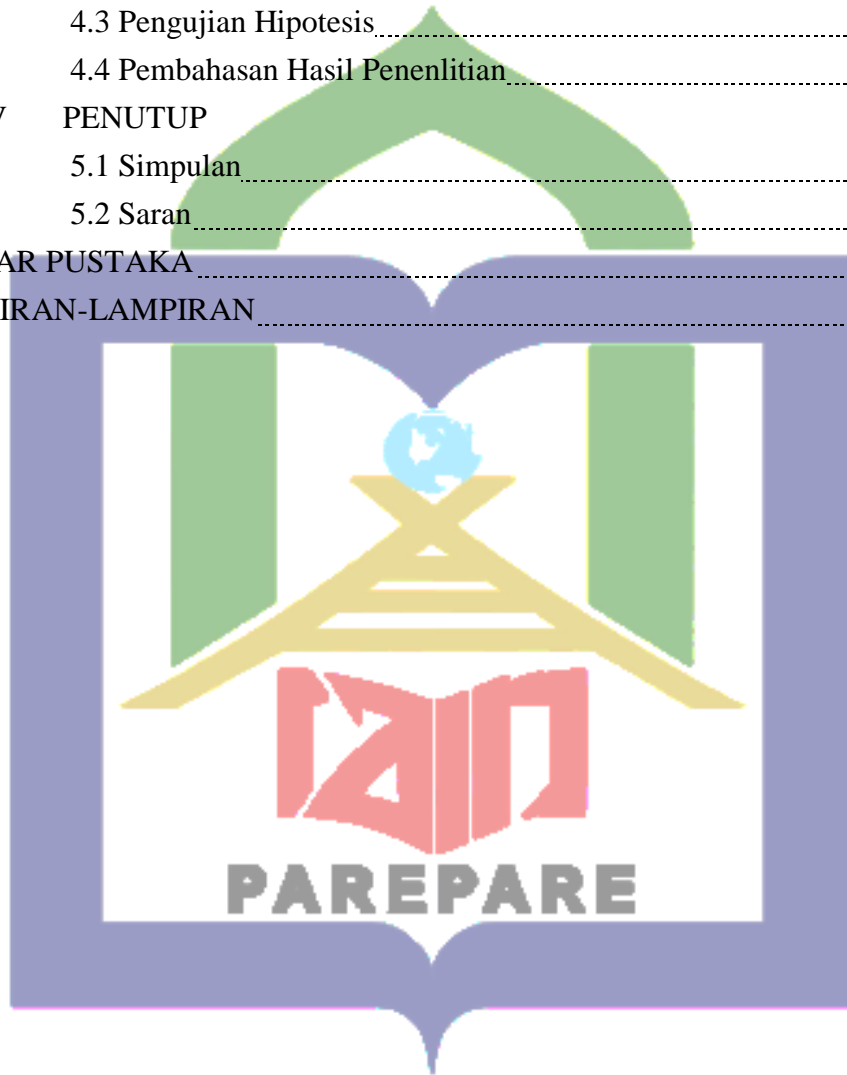 4.3 Pengujian Hipotesis
4.4 Pembahasan Hasil Penenlitian
PENUTUP
5.1 Simpulan
5.2 Saran
AR PUSTAKA
IRAN-LAMPIRAN
iain
PAREPARE